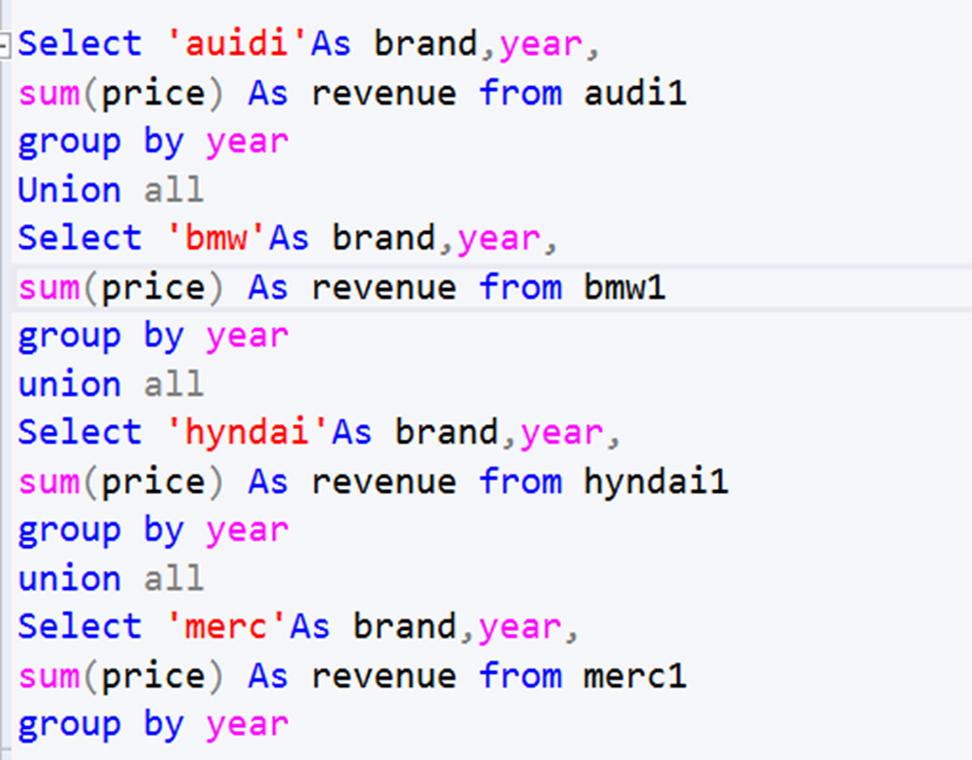 Select 'auidi'As brand,year,
sum(price) As revenue from audi1
group by year
Union all
Select 'bmw'As brand,year,
sum(price) As revenue from bmw1
group by year
union all
Select 'hyndai'As brand,year,
sum(price) As revenue from hyndai1
group by year
union all
Select 'merc'As brand,year,
sum(price) As revenue from merc1
group by year